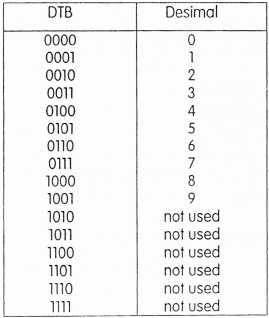 DTB Desimal
0000 0
0001 1
0010 2
0011 3
0100 4
0101 5
0110 6
0111 7
1000 8
1001 9
1010 not used
1011 not used
1100 not used
1101 not used
1110 not used
1111 not used